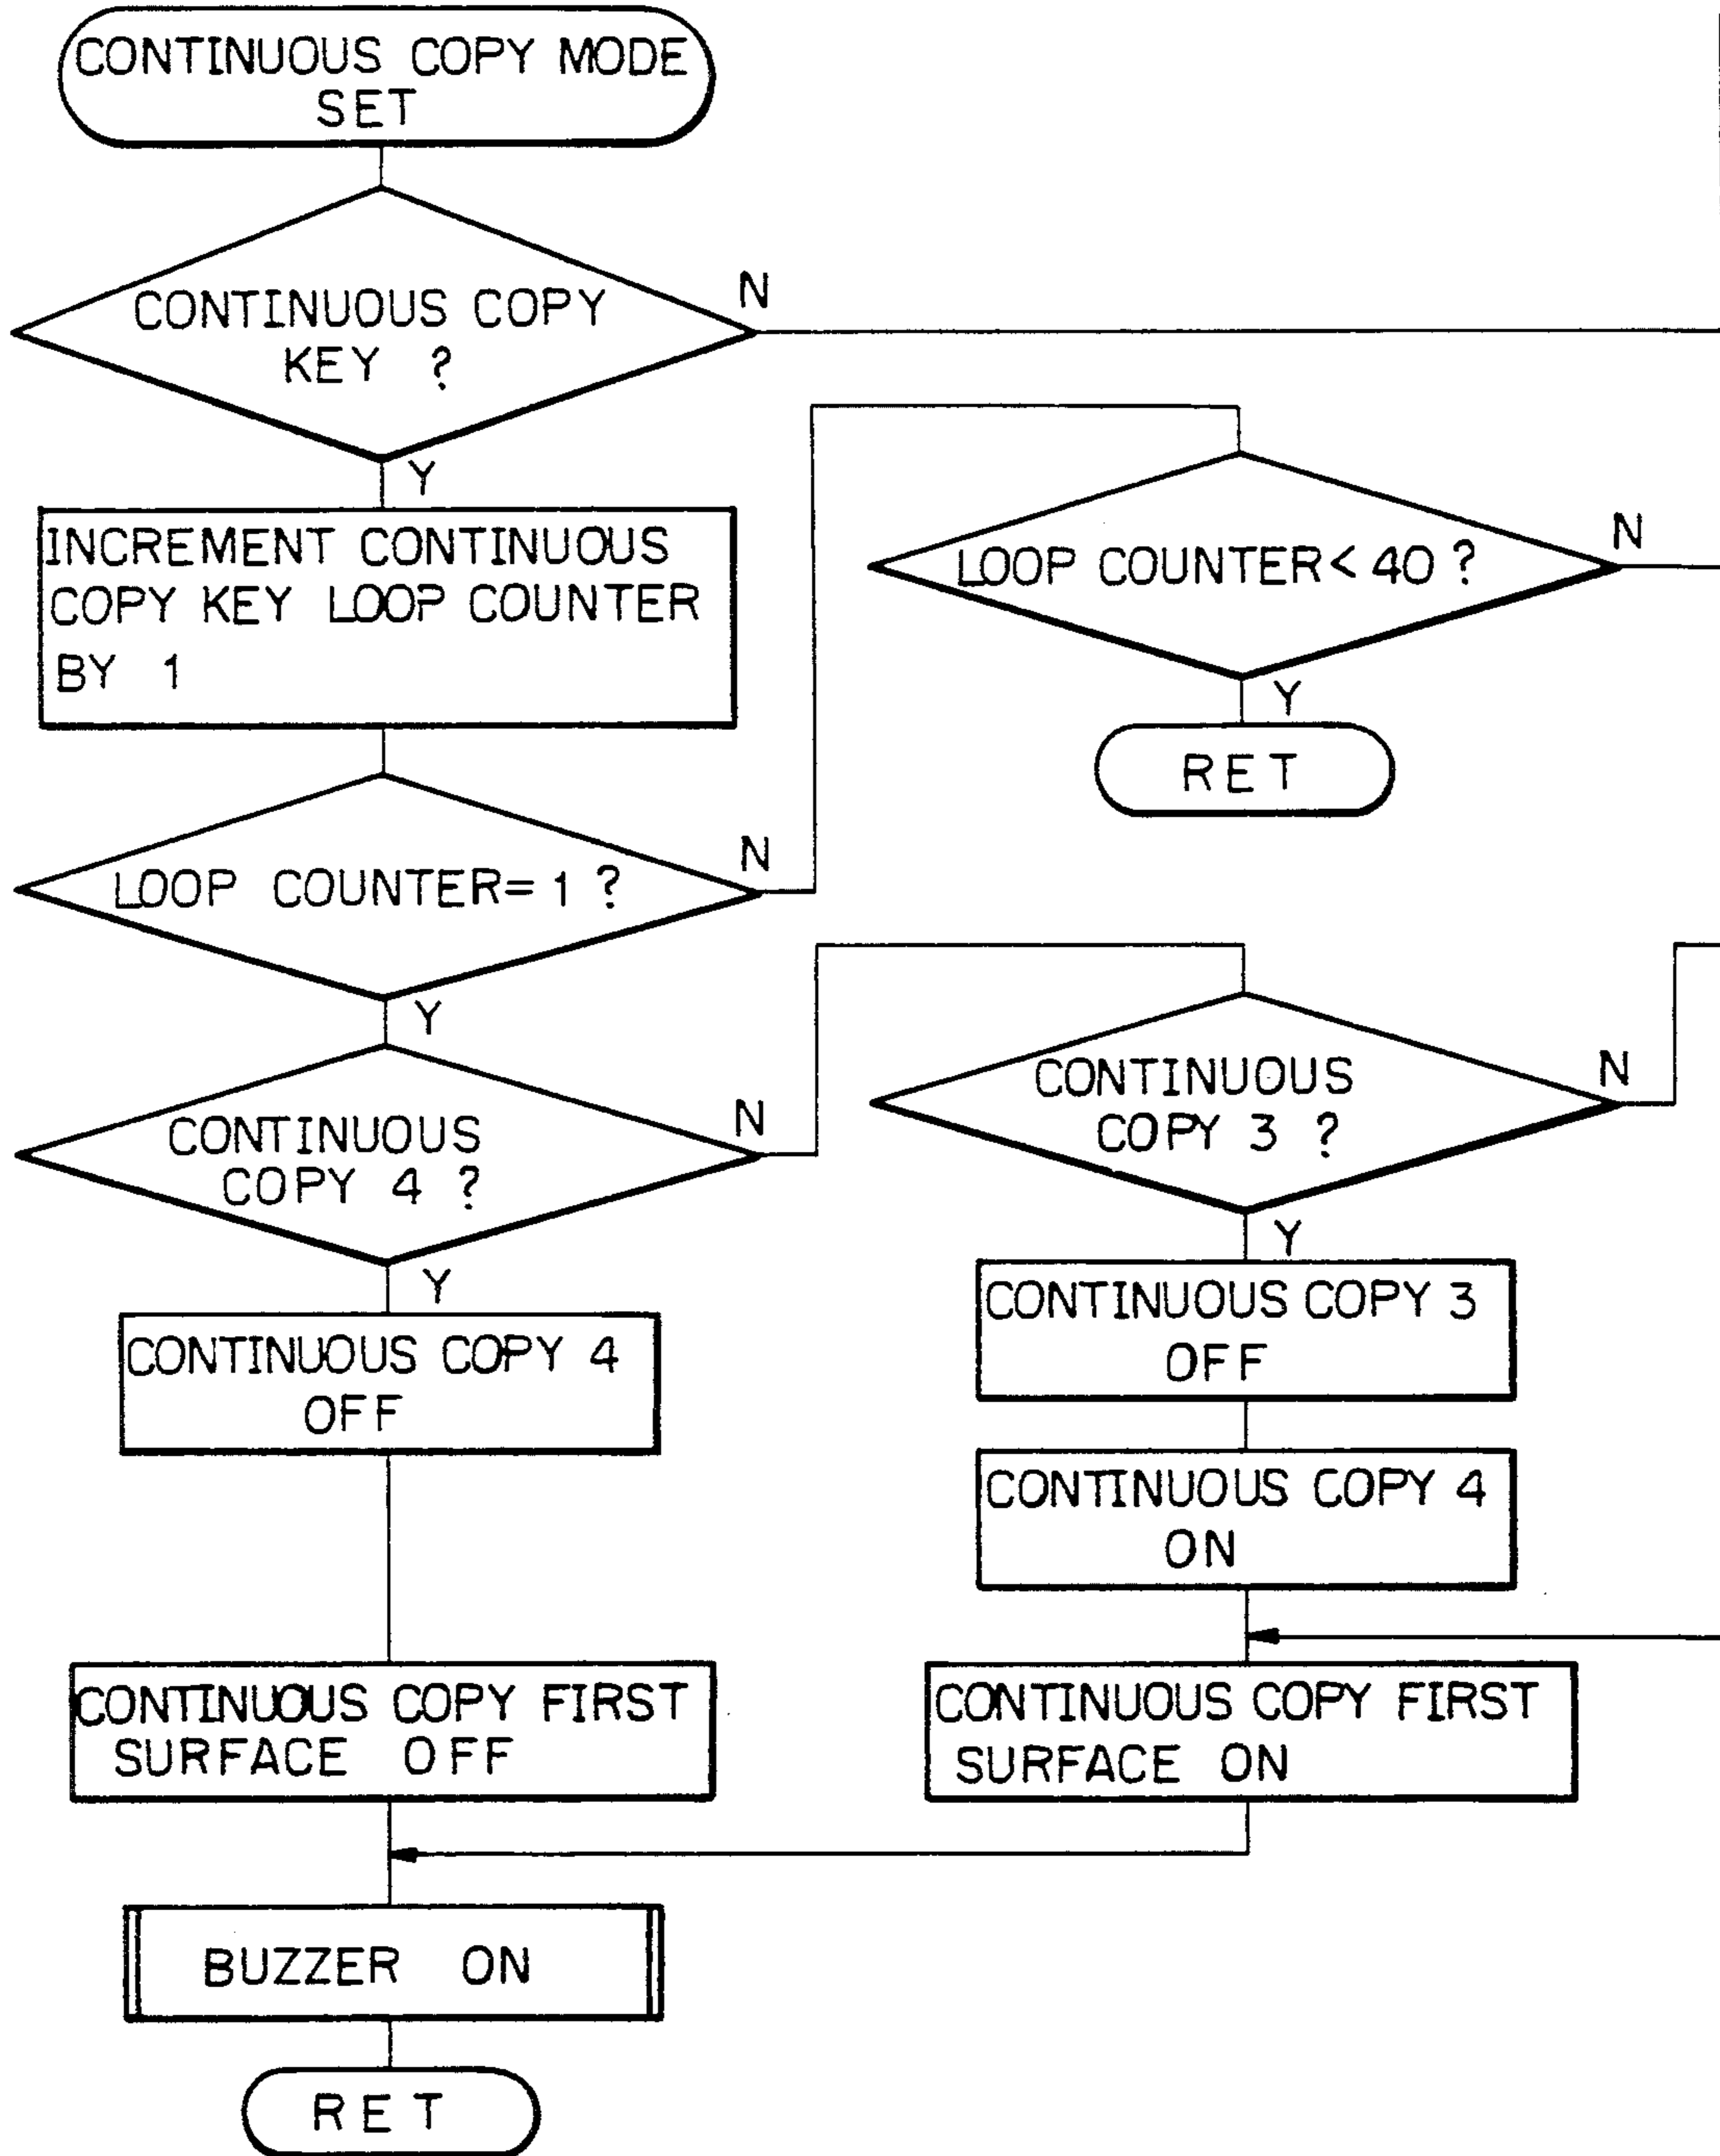 CONTINUOUS COPY MODE
SET
CONTINUOUS COPY
KEY ?
N
Y
INCREMENT CONTINUOUS
COPY KEY LOOP COUNTER
BY 1
LOOP COUNTER=1 ?
N
Y
LOOP COUNTER<40 ?
N
Y
RET
CONTINUOUS
COPY 4 ?
N
Y
CONTINUOUS COPY 4
OFF
CONTINUOUS COPY FIRST
SURFACE OFF
CONTINUOUS
COPY 3 ?
N
Y
CONTINUOUS COPY 3
OFF
CONTINUOUS COPY 4
ON
CONTINUOUS COPY FIRST
SURFACE ON
BUZZER ON
RET